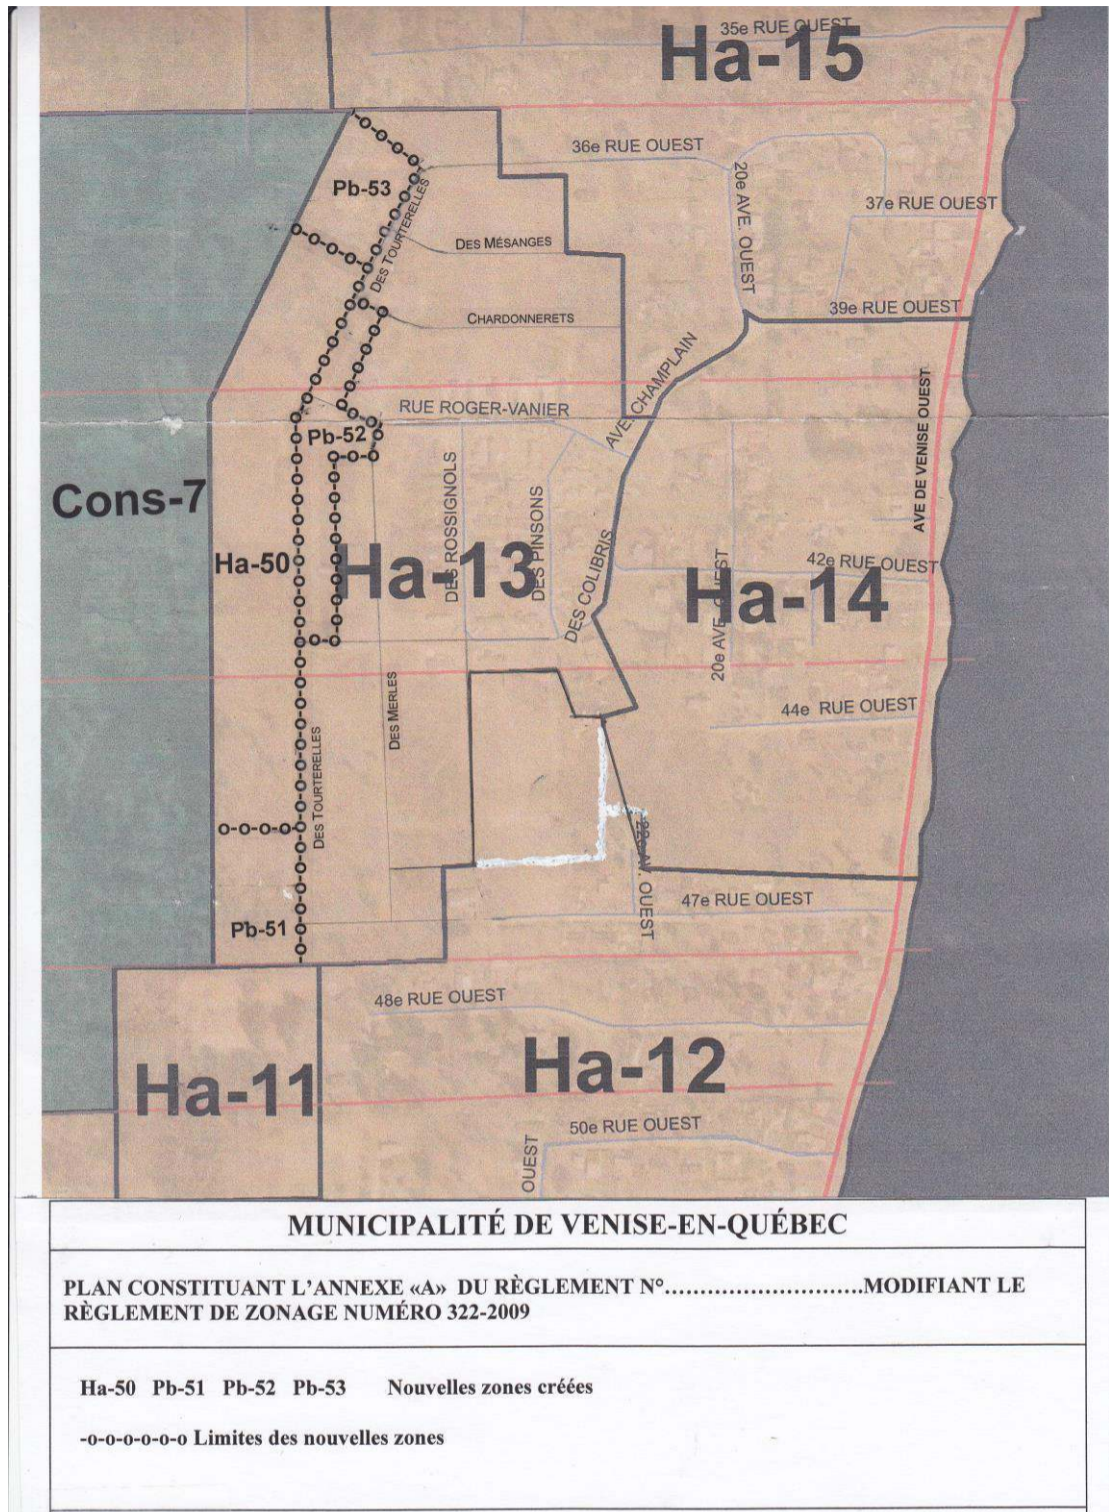 35e RUE OUEST
Ha-15
36e RUE OUEST
Pb-53
20e AVE. OUEST
37e RUE OUEST
DES TOURTERELLES
DES MÉSANGES
39e RUE OUEST
CHARDONNERETS
AVE. CHAMPLAIN
AVE DE VENISE OUEST
RUE ROGER-VANIER
Pb-52
Cons-7
DES ROSSIGNOLS
DES PINSONS
Ha-50
Ha-13
DES COLIBRIS
42e RUE OUEST
Ha-14
20e AVE. OUEST
DES MERLES
44e RUE OUEST
DES TOURTERELLES
22e AV. OUEST
47e RUE OUEST
Pb-51
48e RUE OUEST
Ha-12
Ha-11
50e RUE OUEST
OUEST
MUNICIPALITÉ DE VENISE-EN-QUÉBEC
PLAN CONSTITUANT L'ANNEXE «A» DU RÈGLEMENT N°............................MODIFIANT LE
RÈGLEMENT DE ZONAGE NUMÉRO 322-2009
Ha-50 Pb-51 Pb-52 Pb-53 Nouvelles zones créées
-o-o-o-o-o-o Limites des nouvelles zones